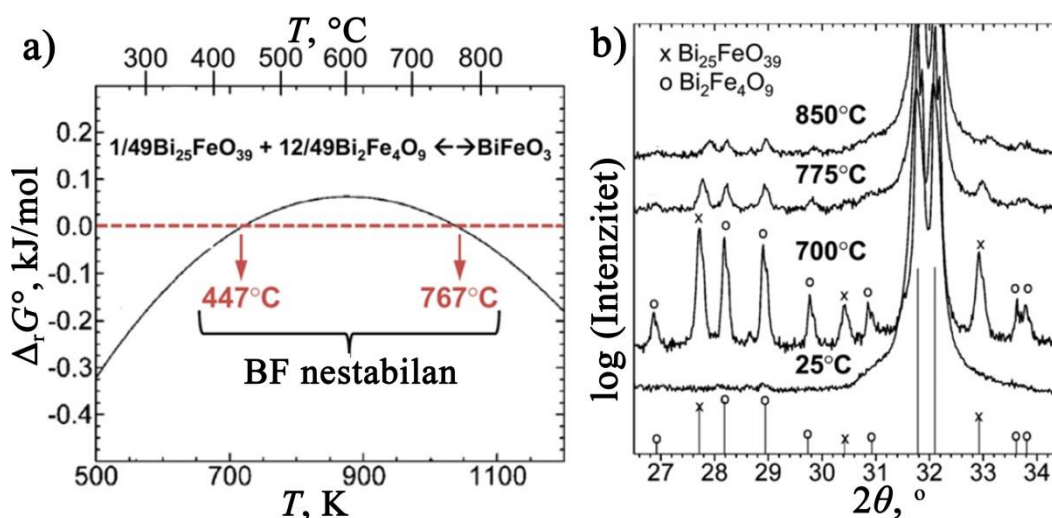 a)
T, °C
300 400 500 600 700 800
0.2
0.1
0.0
-0.1
-0.2
-0.3
-0.4
ΔrG°, kJ/mol
1/49Bi₂₅FeO₃₉ + 12/49Bi₂Fe₄O₉ ←→BiFeO₃
447°C
767°C
BF nestabilan
500 700 900 1100
T, K
b)
x Bi₂₅FeO₃₉
o Bi₂Fe₄O₉
log (Intenzitet)
850°C
775°C
x
o
o
o
x
o
700°C
x
o
o
o
25°C
o
x
o
o
o
x
o
x
o
o
27 28 29 30 31 32 33 34
2θ, °